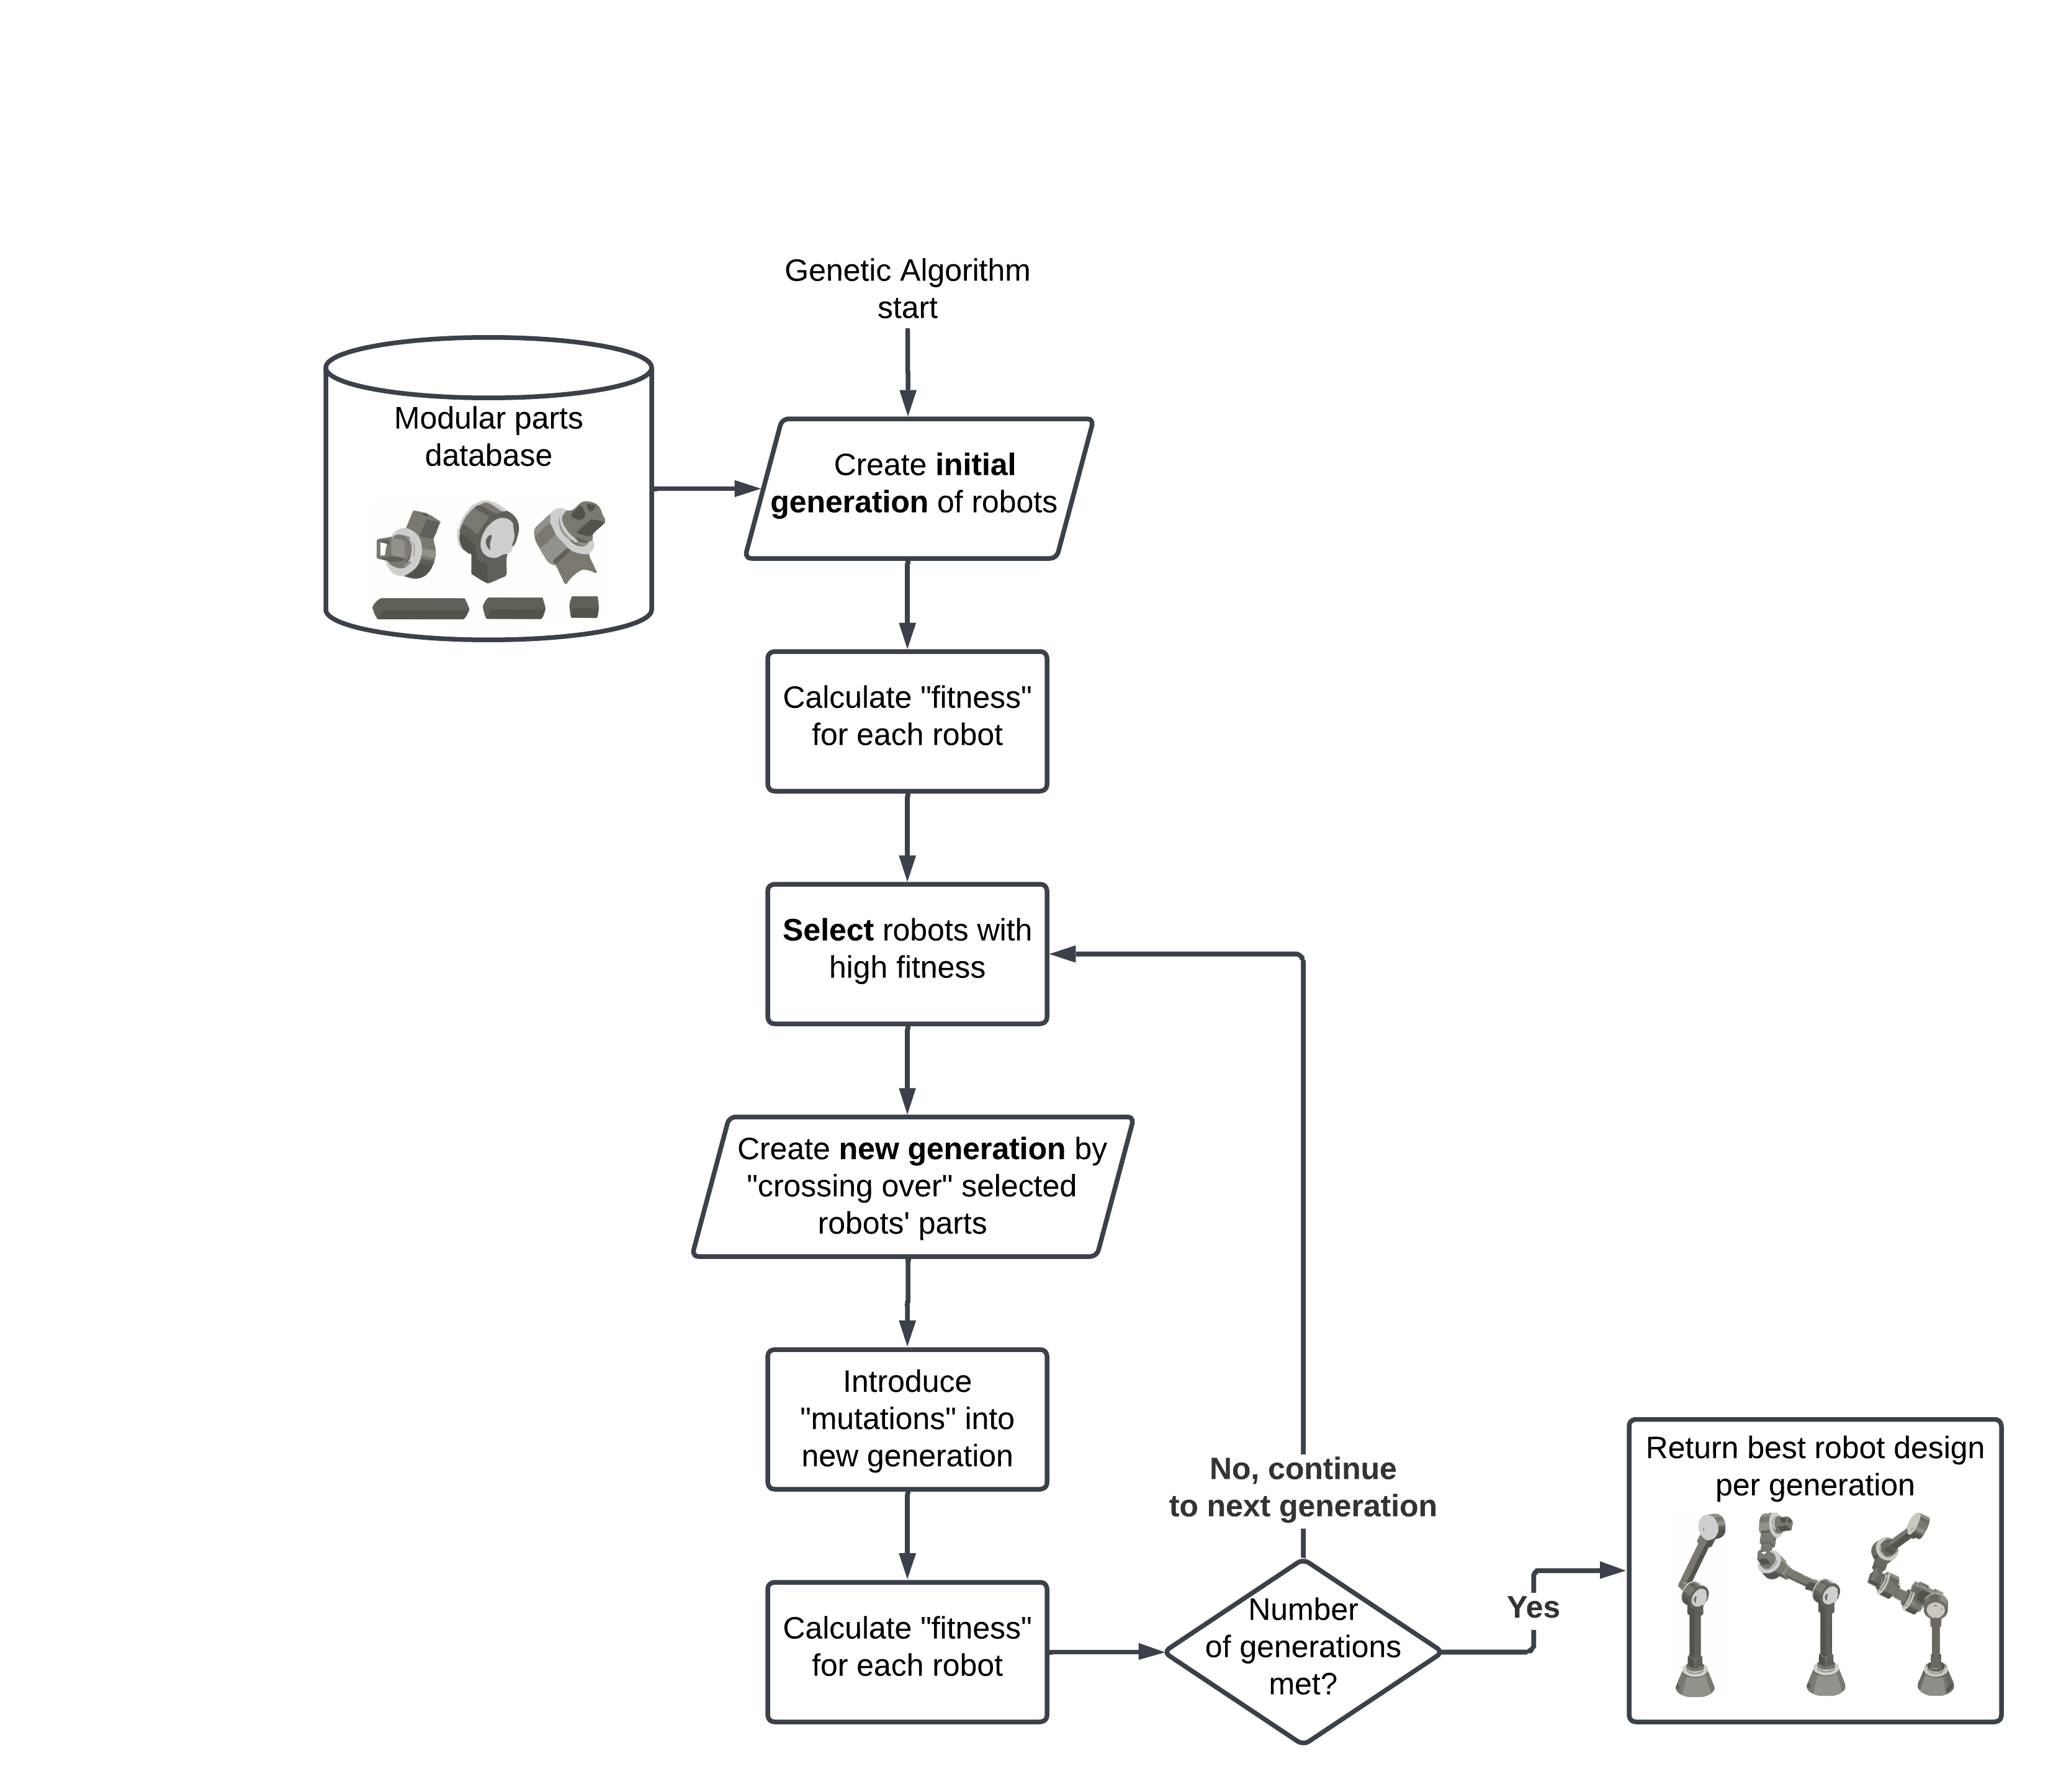 Genetic Algorithm
start
Modular parts
database
Create initial
generation of robots
Calculate "fitness"
for each robot
Select robots with
high fitness
Create new generation by
"crossing over" selected
robots' parts
Introduce
"mutations" into
new generation
Calculate "fitness"
for each robot
Number
of generations
met?
No, continue
to next generation
Yes
Return best robot design
per generation